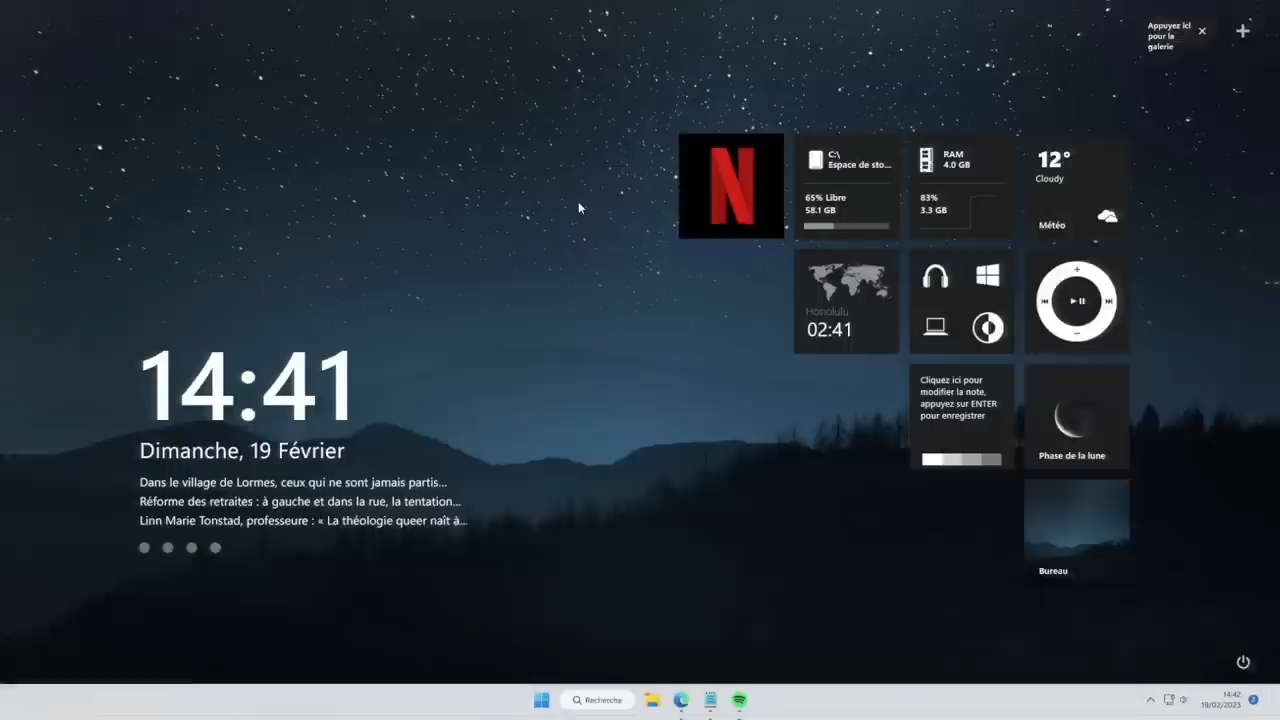 Appuyez ici
pour la
galerie
N
C:\
Espace de sto...
65% Libre
58.1 GB
RAM
4.0 GB
83%
3.3 GB
12°
Cloudy
Météo
Honolulu
02:41
Cliquez ici pour
modifier la note,
appuyez sur ENTER
pour enregistrer
Phase de la lune
Bureau
14:41
Dimanche, 19 Février
Dans le village de Lormes, ceux qui ne sont jamais partis...
Réforme des retraites : à gauche et dans la rue, la tentation...
Linn Marie Tonstad, professeure : « La théologie queer naît à...
Recherche
14:42
19/02/2023
2